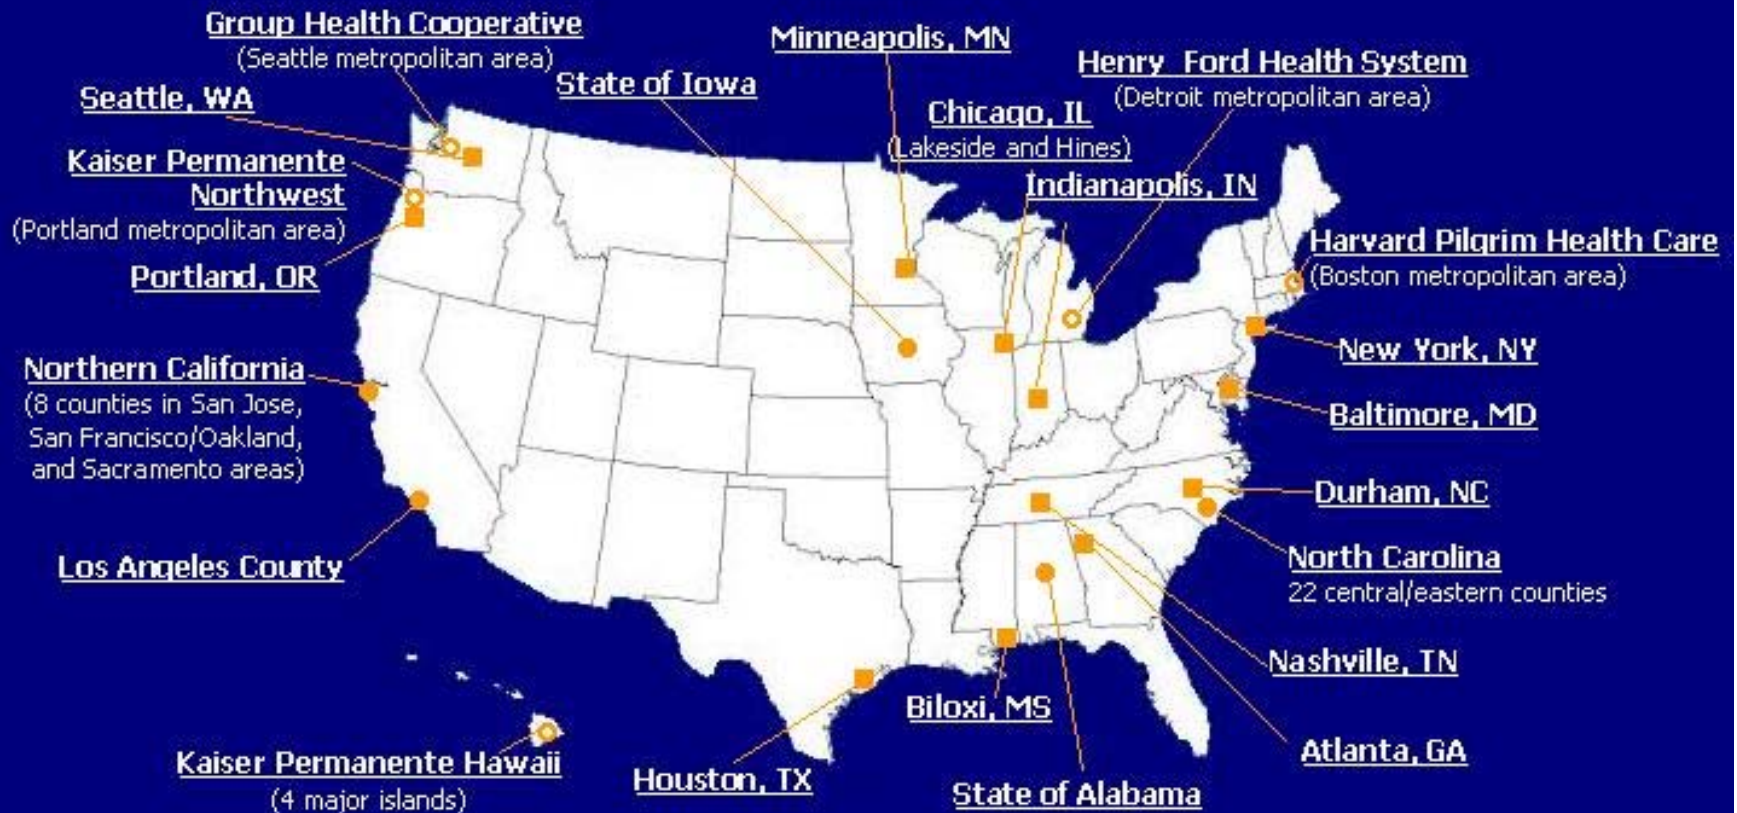 Group Health Cooperative
(Seattle metropolitan area)
Seattle, WA
Kaiser Permanente
Northwest
(Portland metropolitan area)
Portland, OR
Northern California
(8 counties in San Jose,
San Francisco/Oakland,
and Sacramento areas)
Los Angeles County
Kaiser Permanente Hawaii
(4 major islands)
State of Iowa
Minneapolis, MN
Chicago, IL
(Lakeside and Hines)
Indianapolis, IN
Henry Ford Health System
(Detroit metropolitan area)
Harvard Pilgrim Health Care
(Boston metropolitan area)
New York, NY
Baltimore, MD
Durham, NC
North Carolina
22 central/eastern counties
Nashville, TN
Atlanta, GA
State of Alabama
Biloxi, MS
Houston, TX